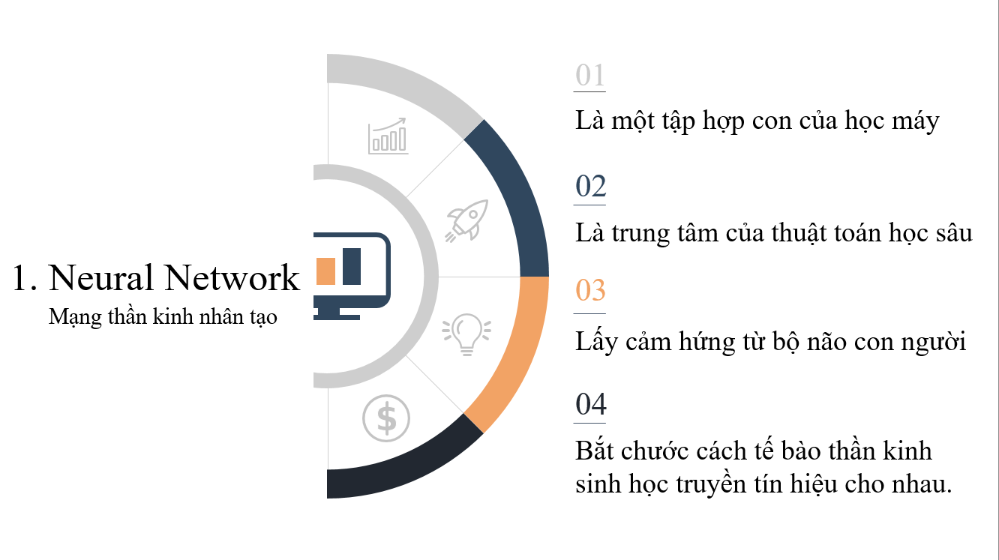 1. Neural Network
Mạng thần kinh nhân tạo
$
01
Là một tập hợp con của học máy
02
Là trung tâm của thuật toán học sâu
03
Lấy cảm hứng từ bộ não con người
04
Bắt chước cách tế bào thần kinh
sinh học truyền tín hiệu cho nhau.